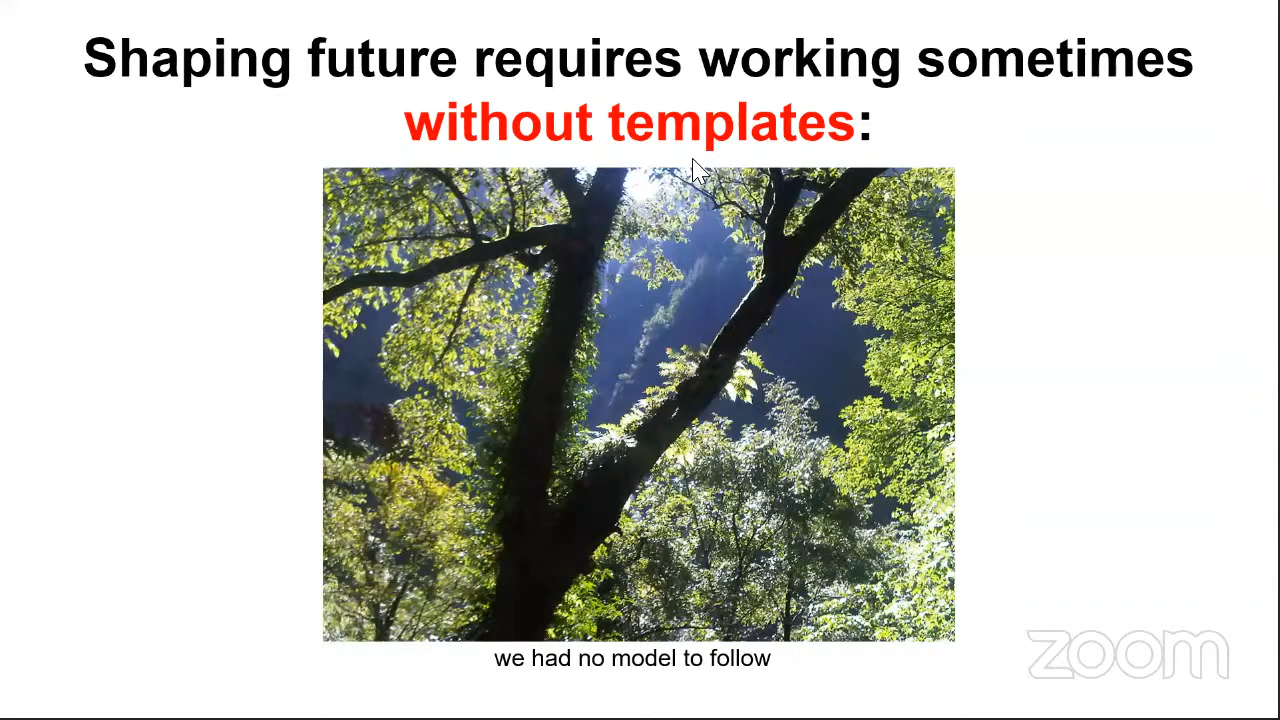 Shaping future requires working sometimes
without templates:
we had no model to follow
zoom